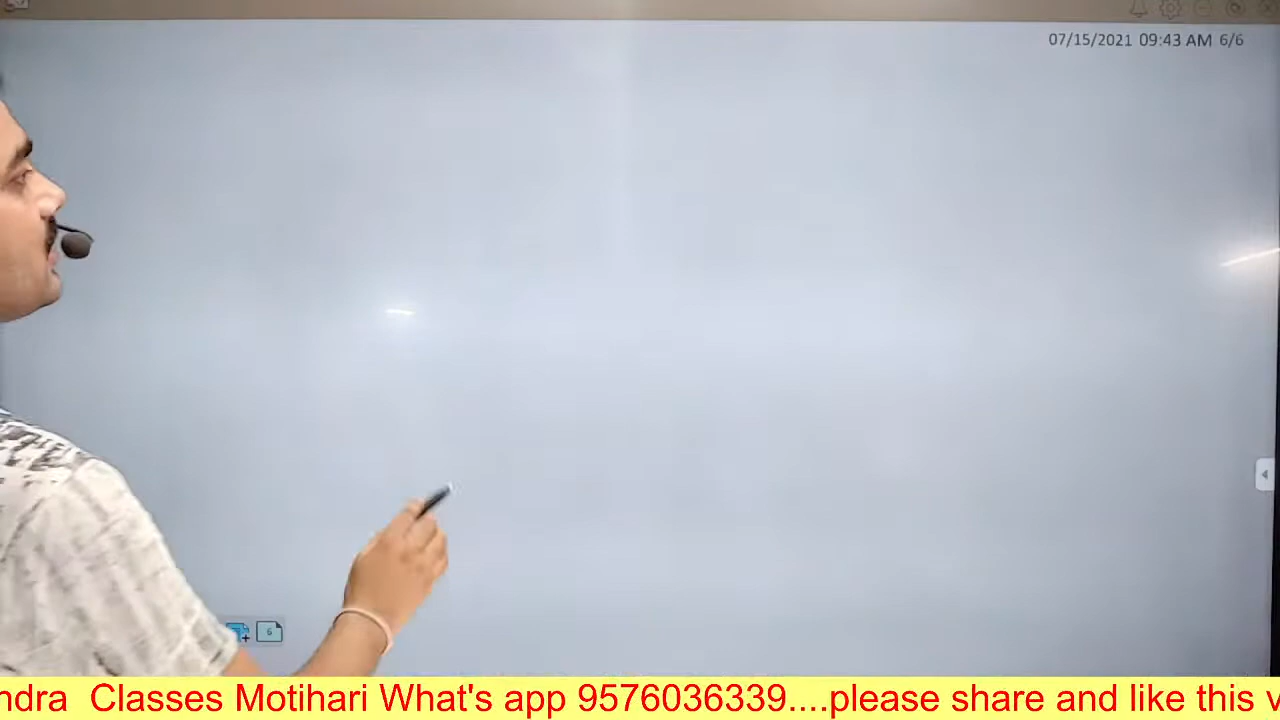 07/15/2021 09:43 AM 6/6
6
ndra Classes Motihari What's app 9576036339....please share and like this v